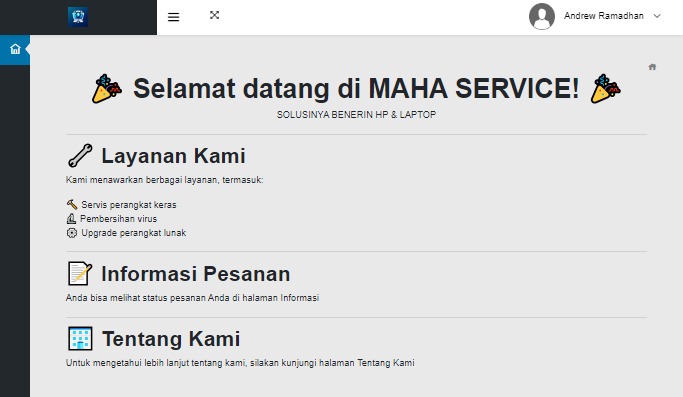 Andrew Ramadhan
Selamat datang di MAHA SERVICE!
SOLUSINYA BENERIN HP & LAPTOP
Layanan Kami
Kami menawarkan berbagai layanan, termasuk:
Servis perangkat keras
Pembersihan virus
Upgrade perangkat lunak
Informasi Pesanan
Anda bisa melihat status pesanan Anda di halaman Informasi
Tentang Kami
Untuk mengetahui lebih lanjut tentang kami, silakan kunjungi halaman Tentang Kami